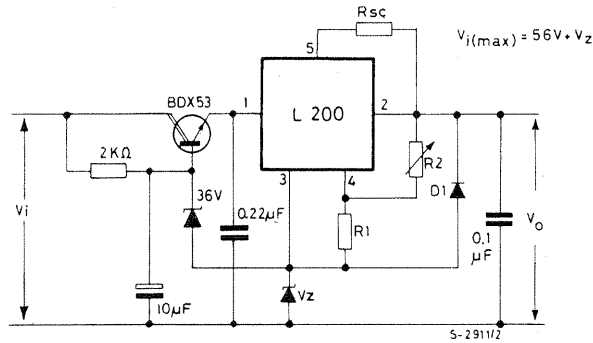 Rsc
Vi(max) = 56V + Vz
5
BDX53
1
L 200
2
2KΩ
3
4
R2
36V
D1
Vi
0.22µF
R1
Vo
0,1
µF
10µF
Vz
S-2911/2